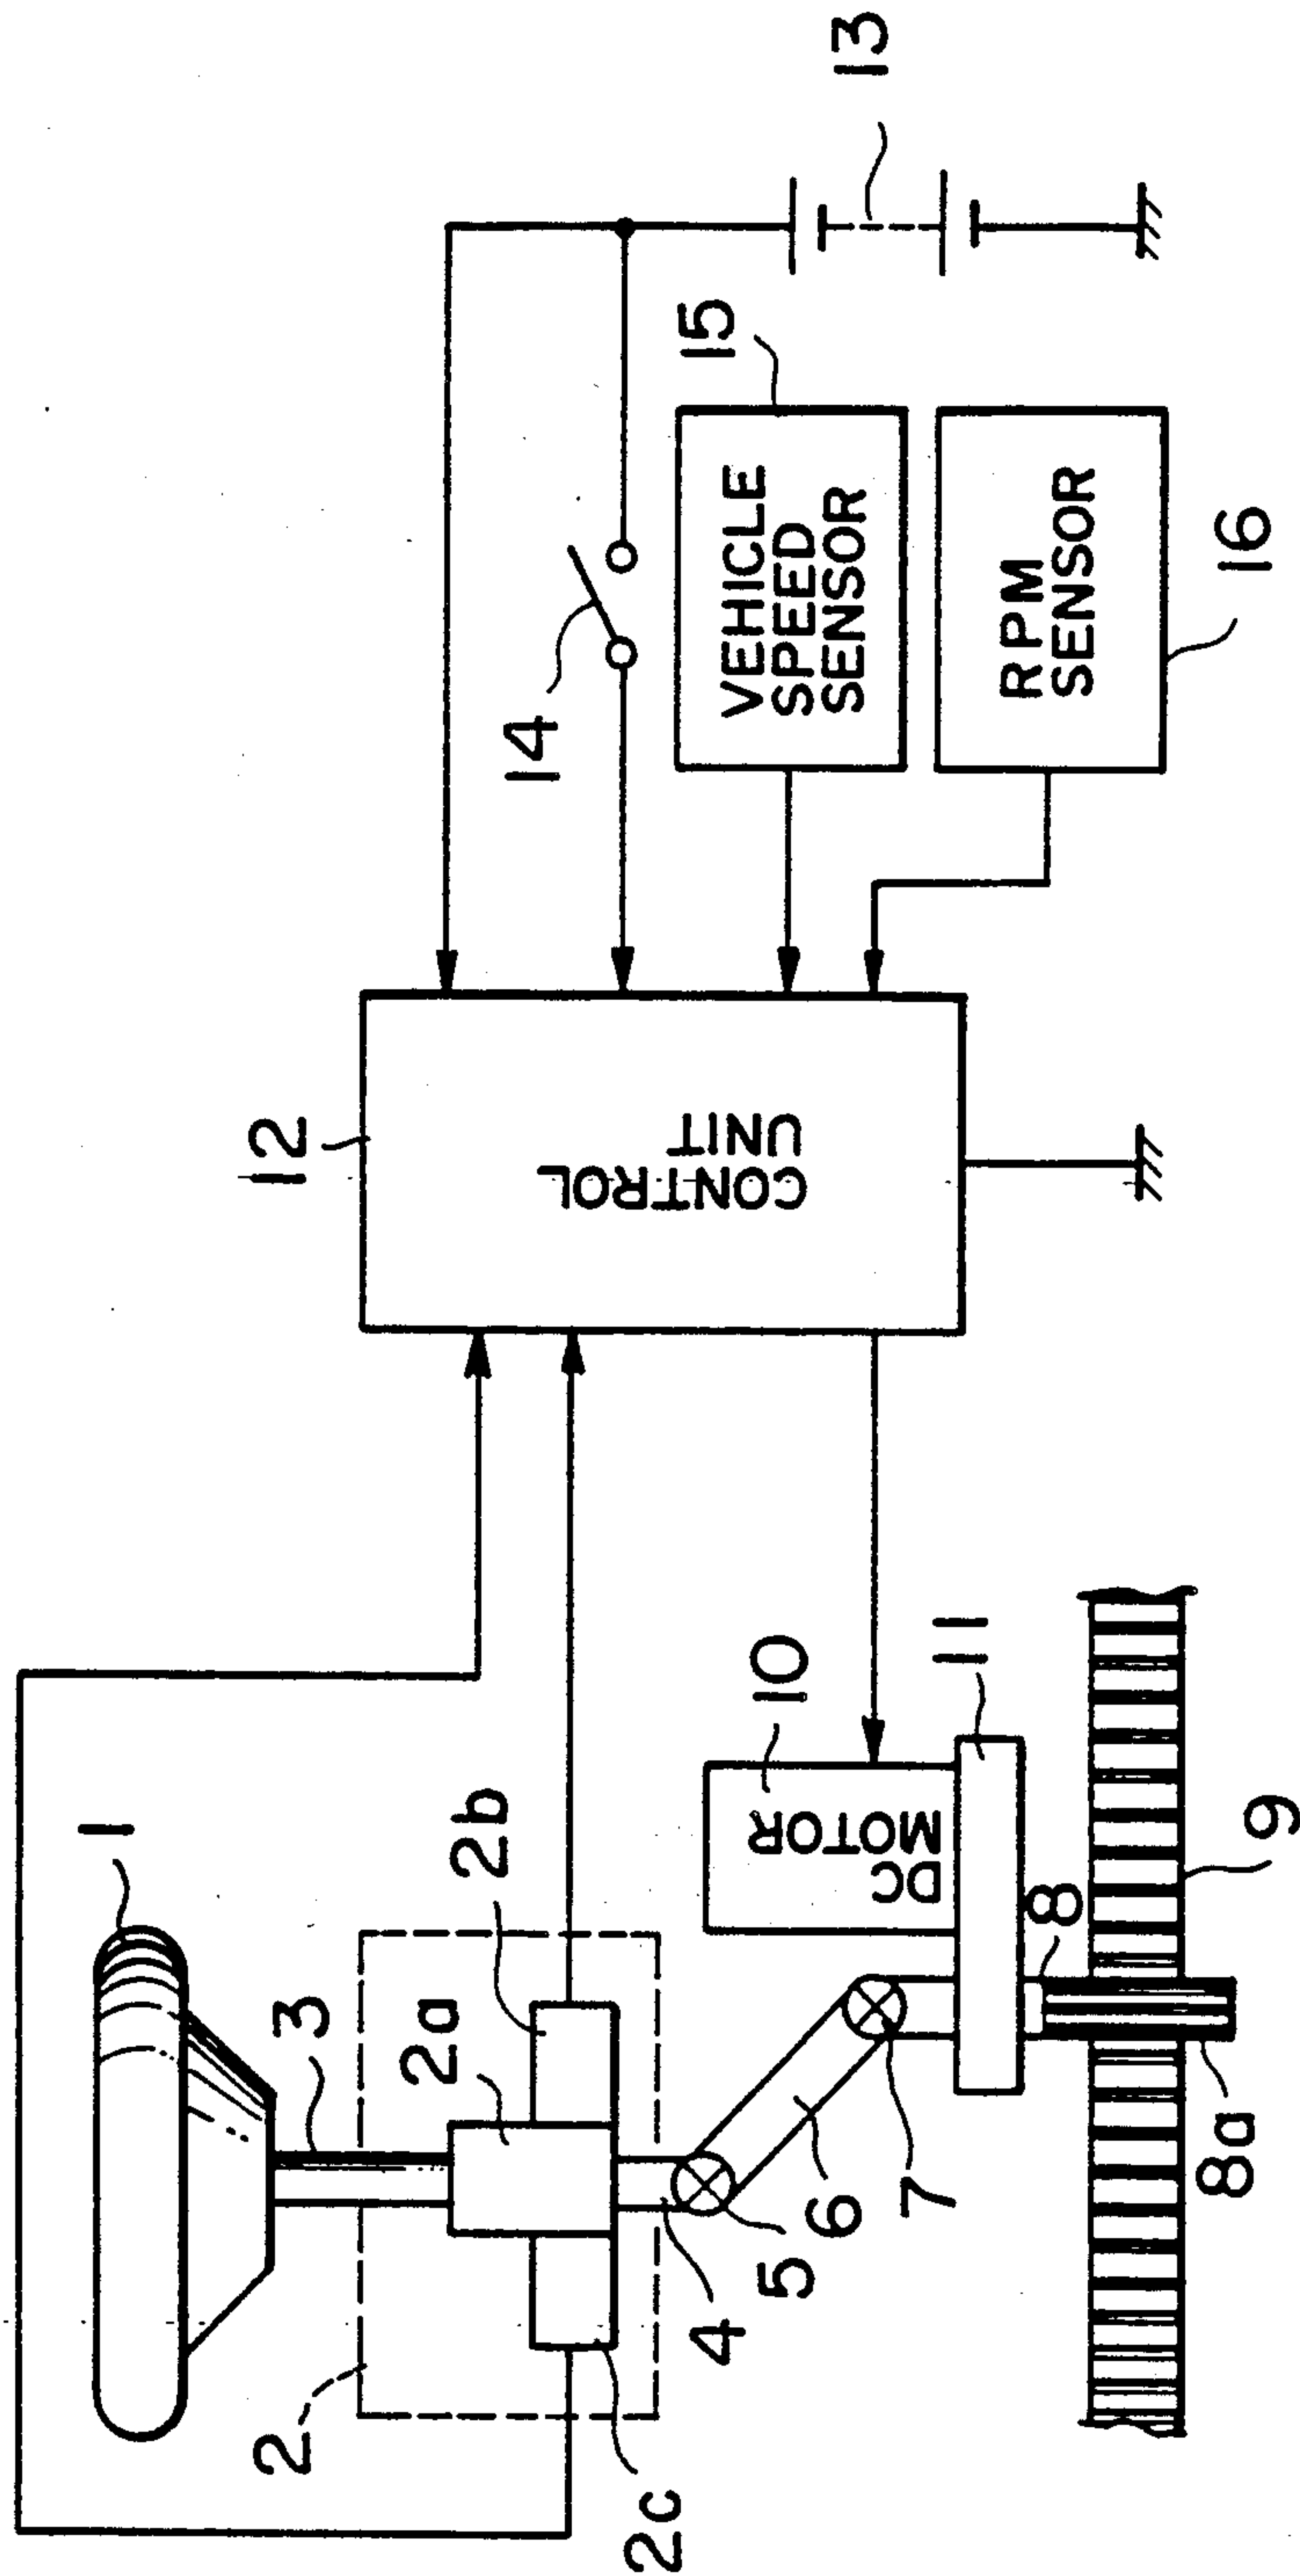 1
3
2
2a
2b
2c
4
5
6
7
8
8a
9
10
DC
MOTOR
11
12
CONTROL
UNIT
13
14
15
VEHICLE
SPEED
SENSOR
RPM
SENSOR
16